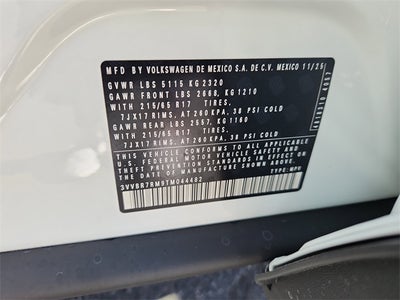 MFD BY VOLKSWAGEN DE MEXICO S.A. DE C.V. MEXICO 11/25
GVWR LBS 5115 KG2320
GAWR FRONT LBS 2668, KG1210
WITH 215/65 R17 TIRES.
7JX17 RIMS, AT 260KPA, 38 PSI COLD
GAWR REAR LBS 2557, KG1160
WITH 215/65 R17 TIRES.
7JX17 RIMS, AT 260 KPA, 38 PSI COLD
THIS VEHICLE CONFORMS TO ALL APPLICABLE
U.S. FEDERAL MOTOR VEHICLE SAFETY AND
THEFT PREVENTION STANDARDS IN EFFECT ON
THE DATE OF MANUFACTURE SHOWN ABOVE.
3VVBR7RM9TM044482 TYPE:MPV